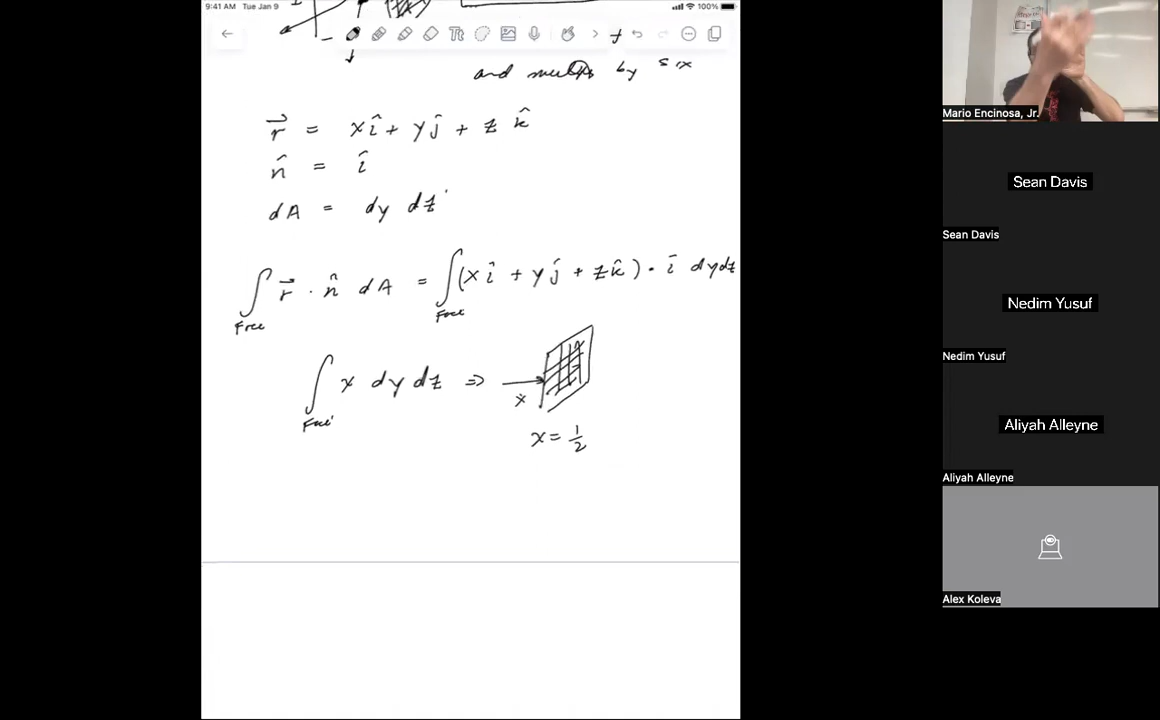 9:41 AM Tue Jan 9
100%
and by six
r⃗ = xî + yĵ + z k̂
n̂ = î
dA = dy dz
∫ r⃗ · n̂ dA = ∫ (xî + yĵ + zk̂) · î dydz
Face Face
∫ x dy dz ⇒
Face
x
x = 1/2
Mario Encinosa, Jr.
Sean Davis
Sean Davis
Nedim Yusuf
Nedim Yusuf
Aliyah Alleyne
Aliyah Alleyne
Alex Koleva